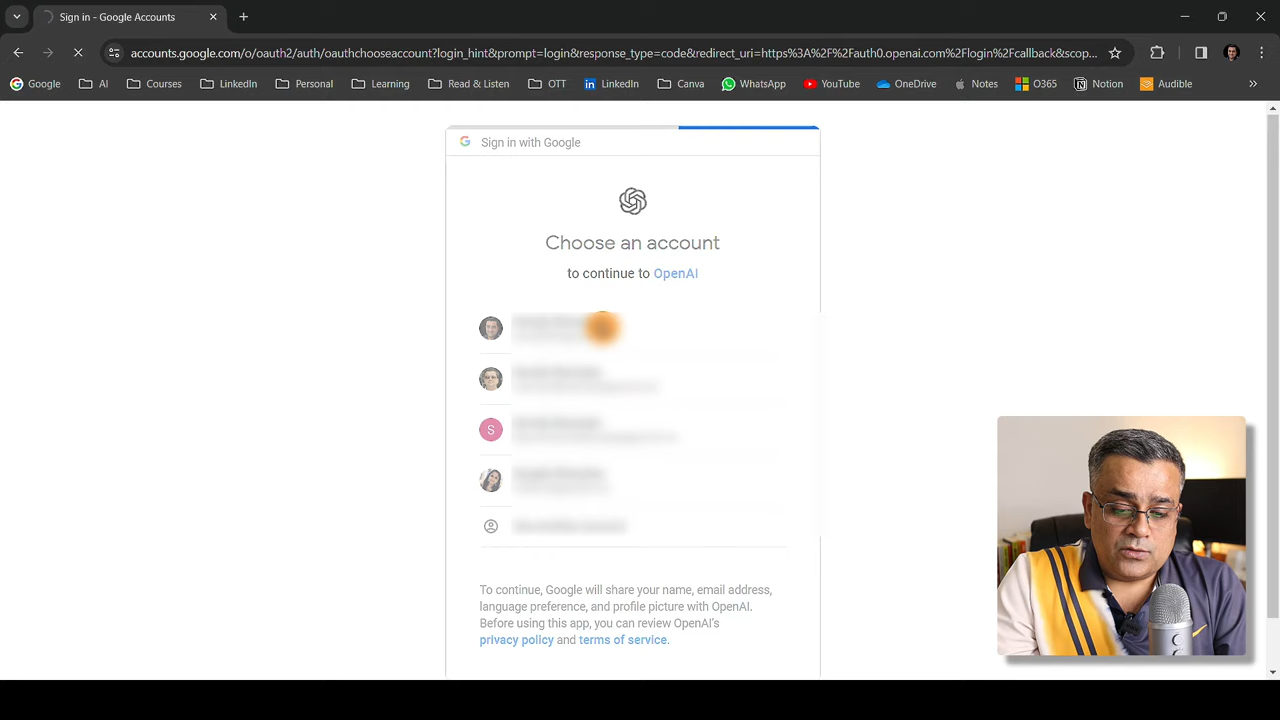 Sign in - Google Accounts
accounts.google.com/o/oauth2/auth/oauthchooseaccount?login_hint&prompt=login&response_type=code&redirect_uri=https%3A%2F%2Fauth0.openai.com%2Flogin%2Fcallback&scop...
Google AI Courses LinkedIn Personal Learning Read & Listen OTT LinkedIn Canva WhatsApp YouTube OneDrive Notes O365 Notion Audible
Sign in with Google
Choose an account
to continue to OpenAI
S
To continue, Google will share your name, email address,
language preference, and profile picture with OpenAI.
Before using this app, you can review OpenAI's
privacy policy and terms of service.